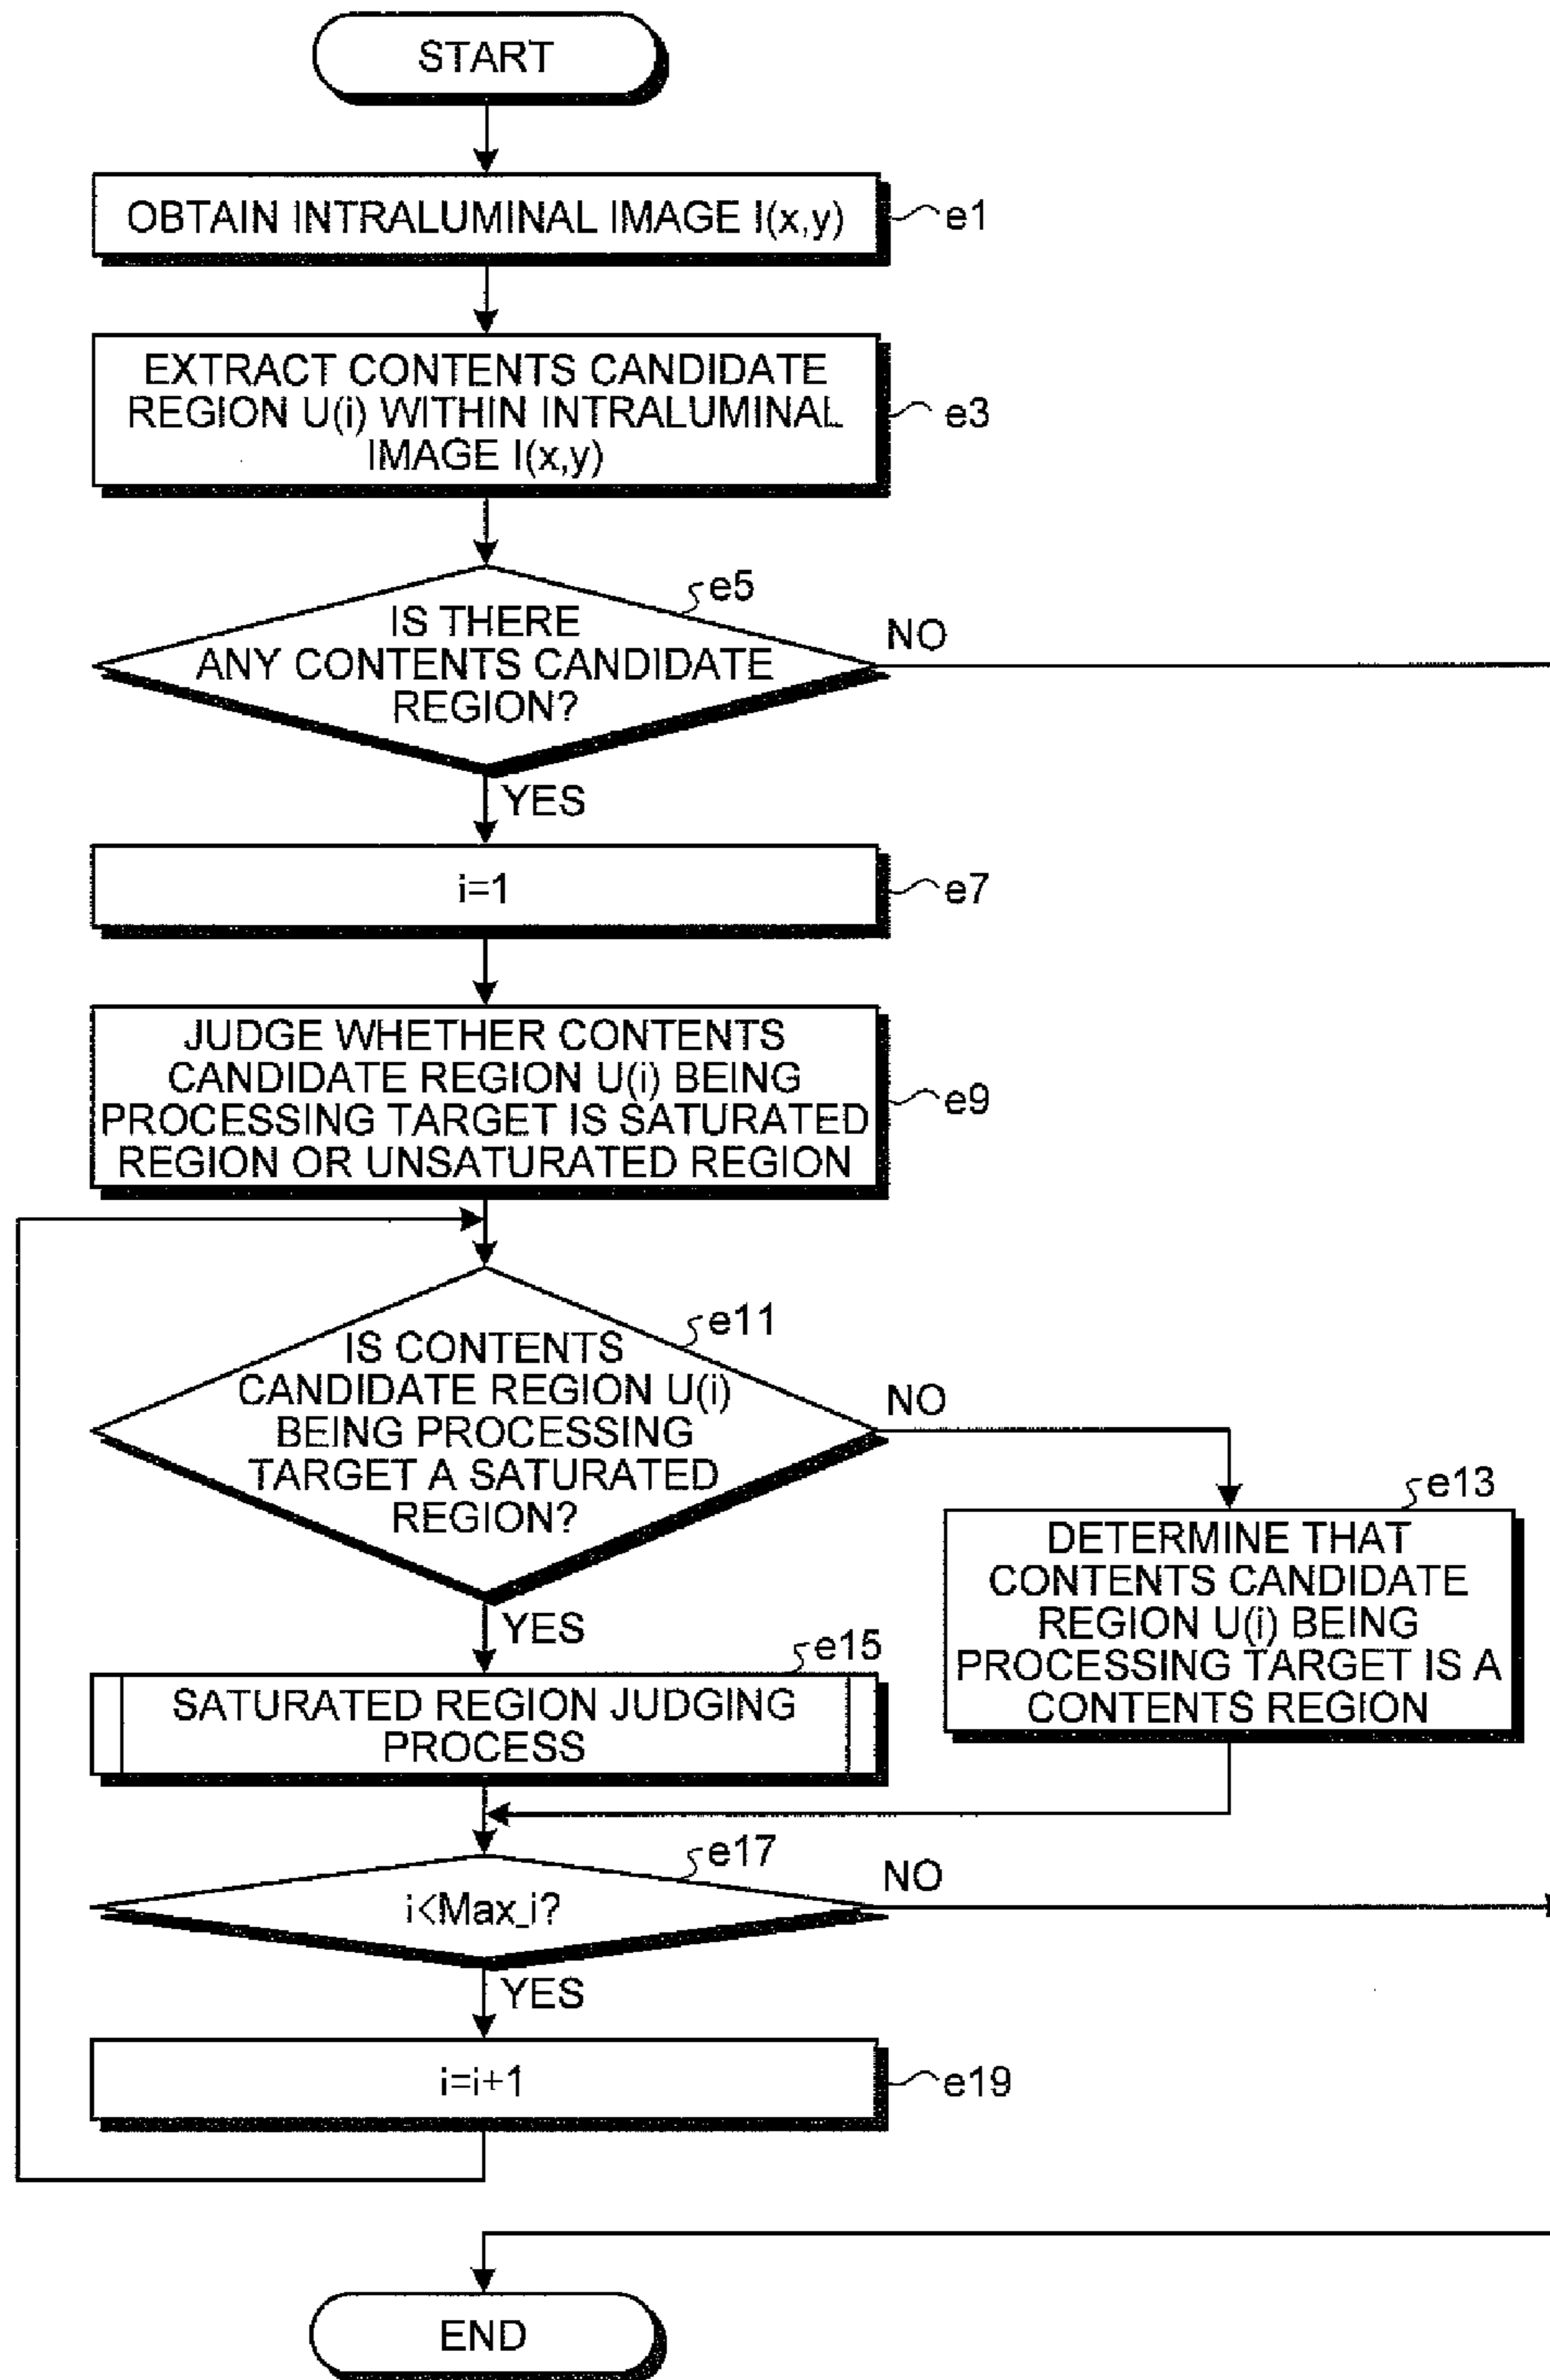 START
OBTAIN INTRALUMINAL IMAGE I(x,y)
e1
EXTRACT CONTENTS CANDIDATE
REGION U(i) WITHIN INTRALUMINAL
IMAGE I(x,y)
e3
e5
IS THERE
ANY CONTENTS CANDIDATE
REGION?
NO
YES
i=1
e7
JUDGE WHETHER CONTENTS
CANDIDATE REGION U(i) BEING
PROCESSING TARGET IS SATURATED
REGION OR UNSATURATED REGION
e9
e11
IS CONTENTS
CANDIDATE REGION U(i)
BEING PROCESSING
TARGET A SATURATED
REGION?
NO
YES
e13
DETERMINE THAT
CONTENTS CANDIDATE
REGION U(i) BEING
PROCESSING TARGET IS A
CONTENTS REGION
e15
SATURATED REGION JUDGING
PROCESS
e17
i<Max_i?
NO
YES
i=i+1
e19
END